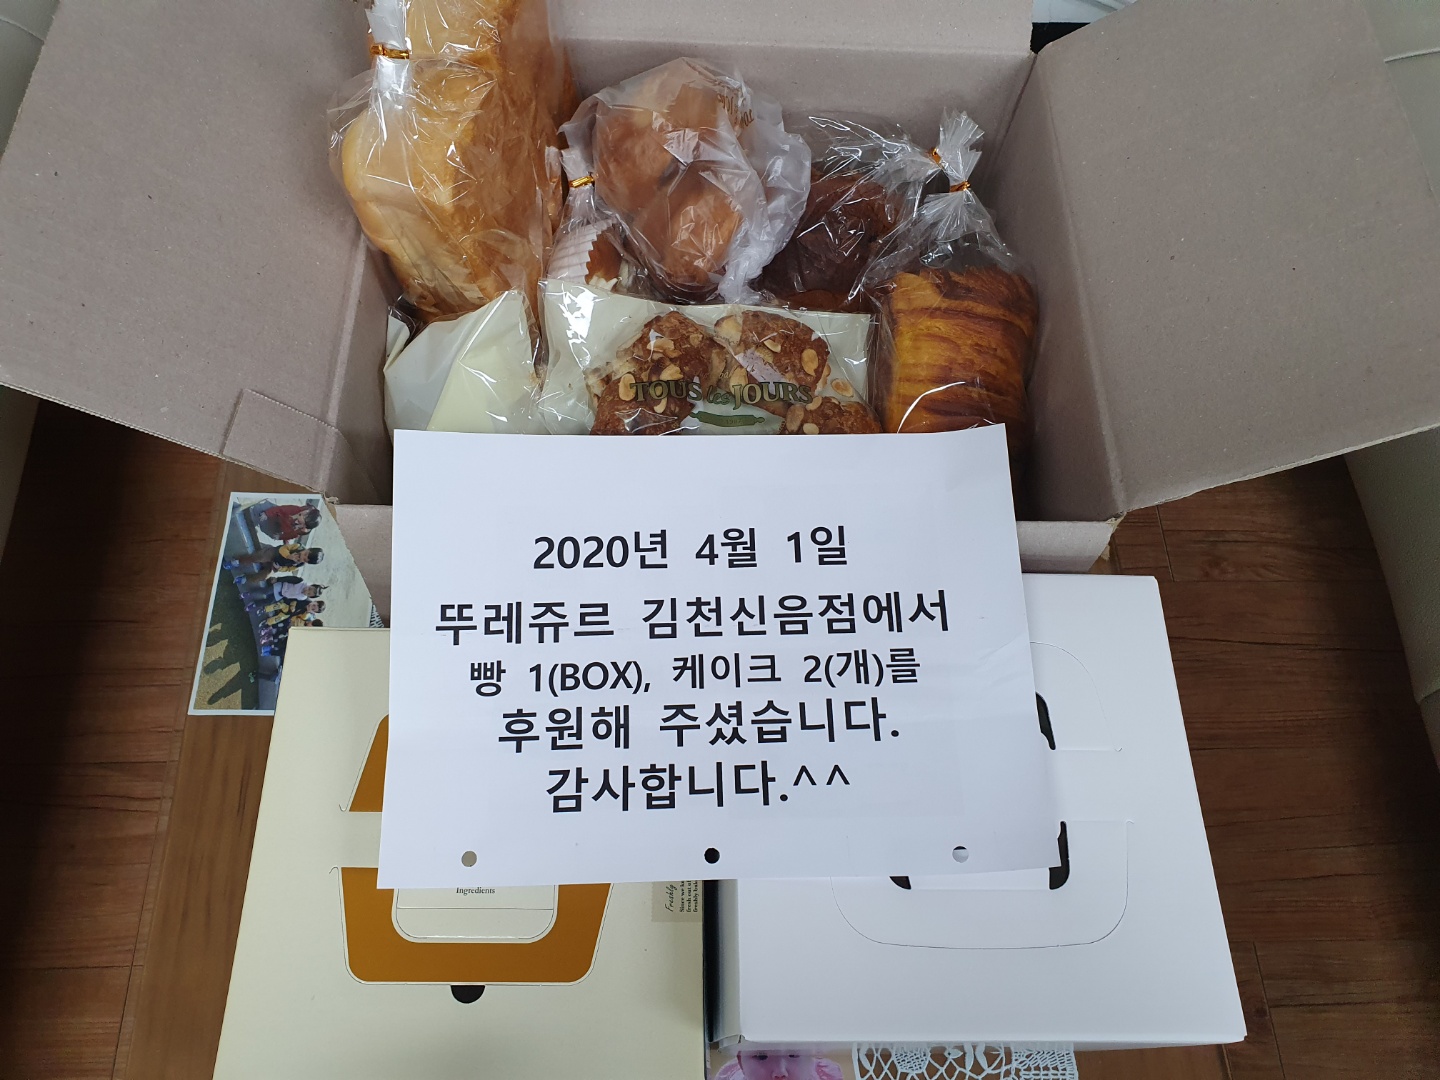 TOUS les JOURS
2020년 4월 1일
뚜레쥬르 김천신음점에서
빵 1(BOX), 케이크 2(개)를
후원해 주셨습니다.
감사합니다.^^
Ingredients
Freshly